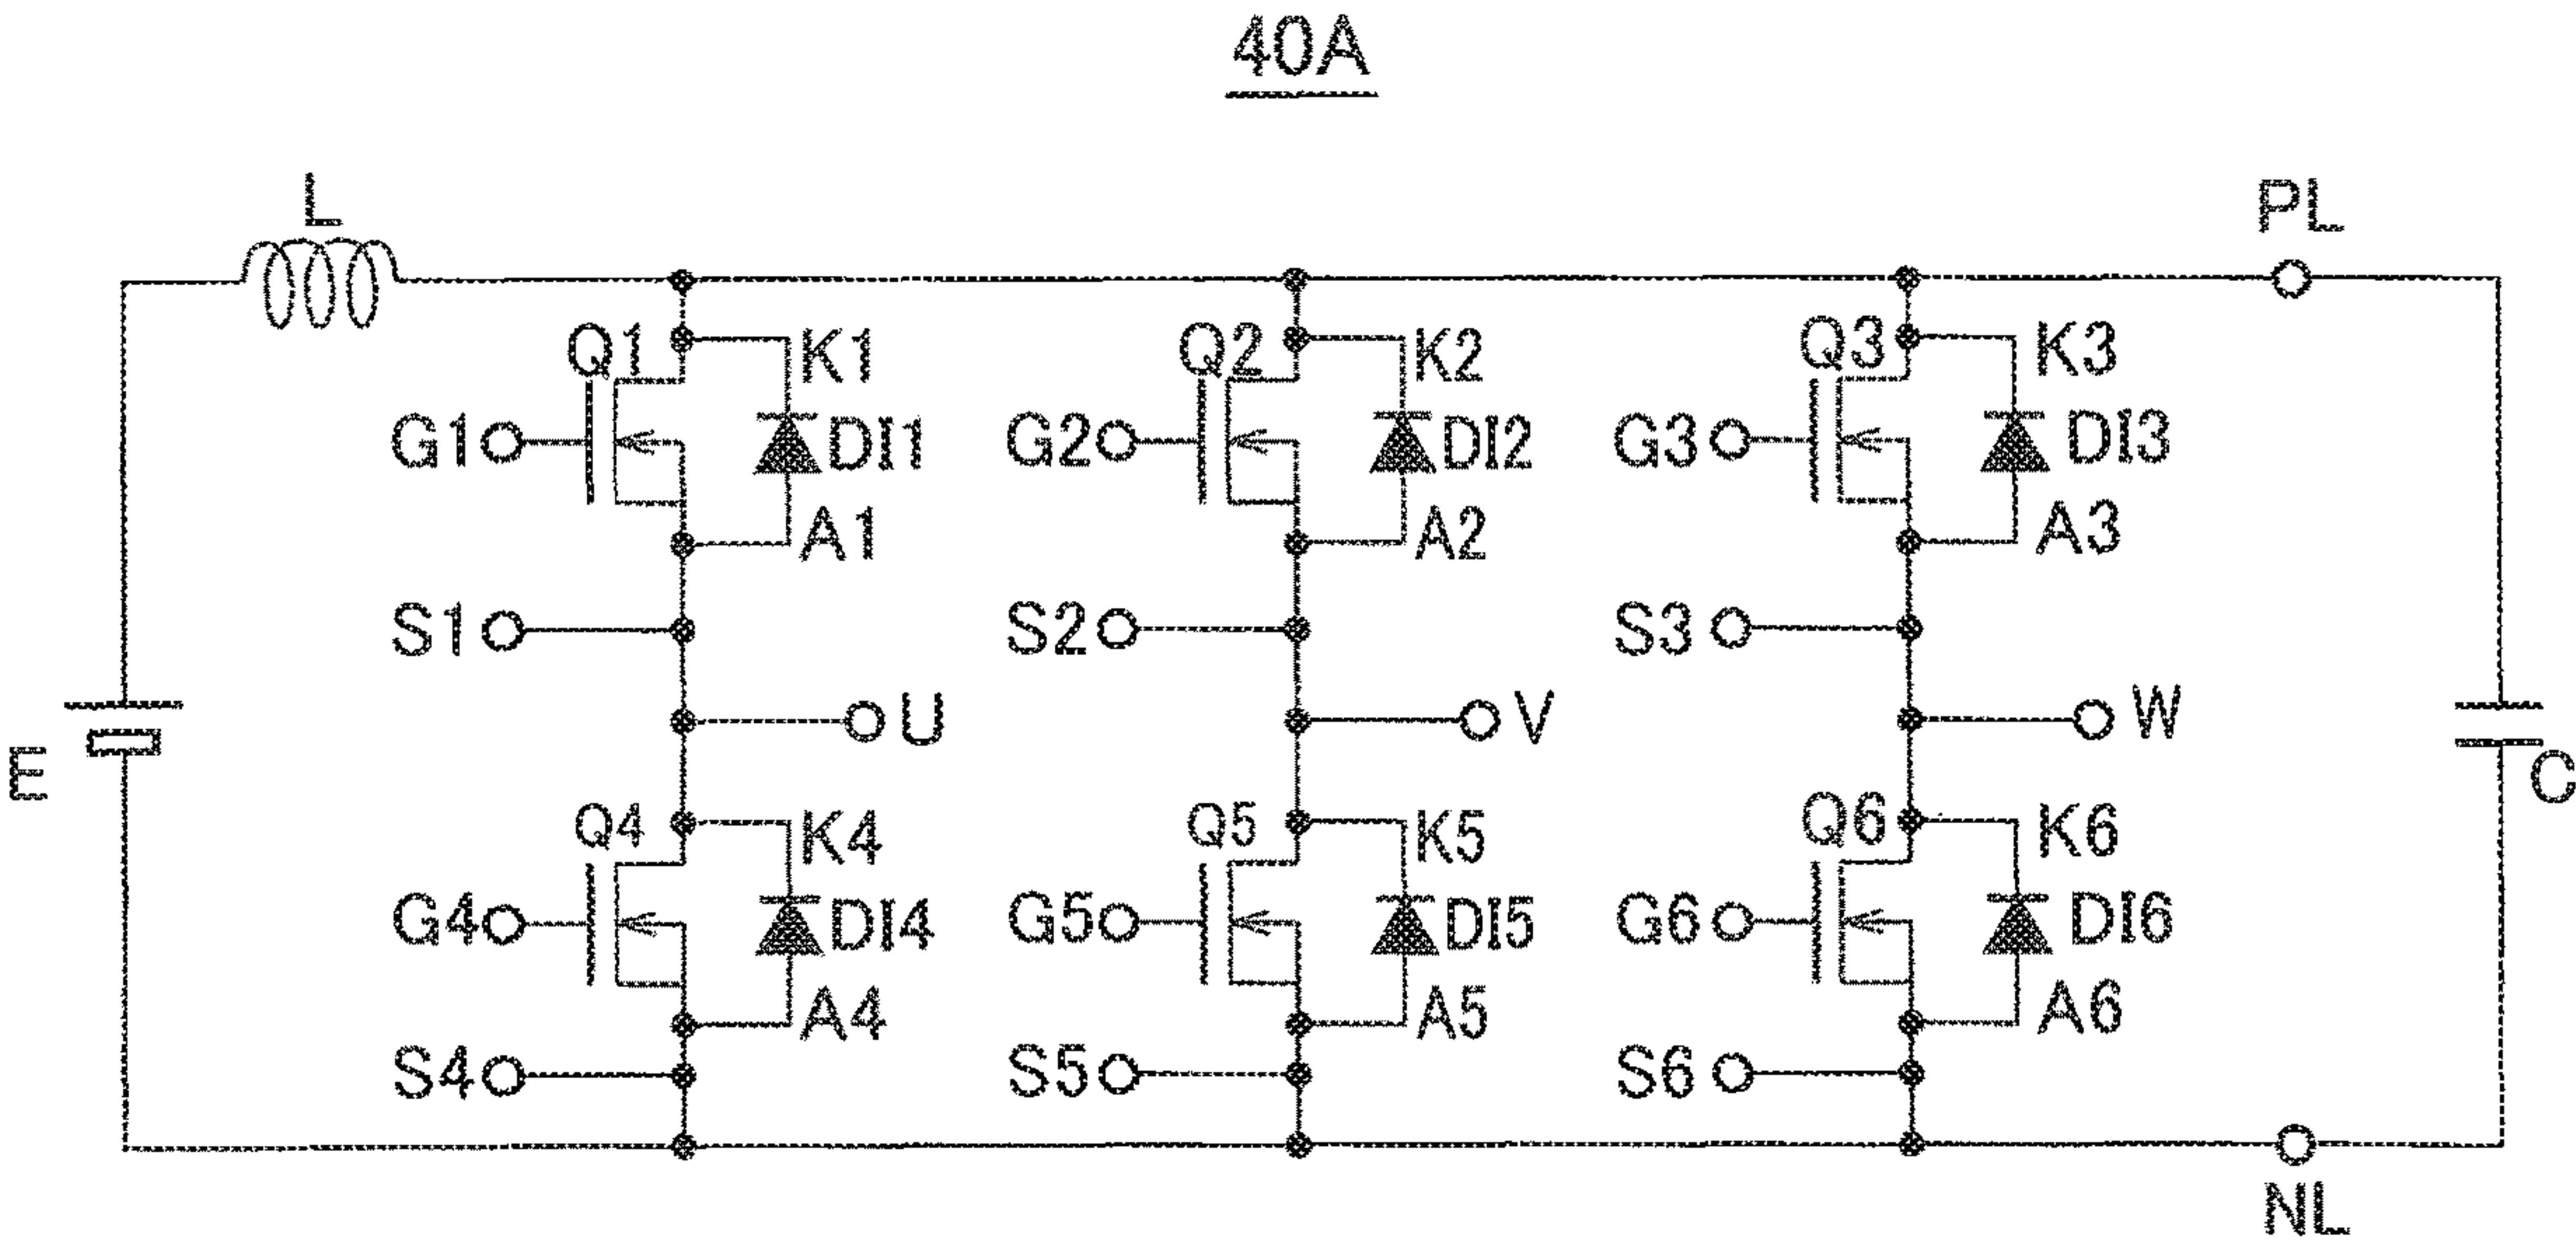 40A
L
PL
Q1 K1 Q2 K2 Q3 K3
G1 DI1 G2 DI2 G3 DI3
A1 A2 A3
S1 S2 S3
U V W
E C
Q4 K4 Q5 K5 Q6 K6
G4 DI4 G5 DI5 G6 DI6
A4 A5 A6
S4 S5 S6
NL